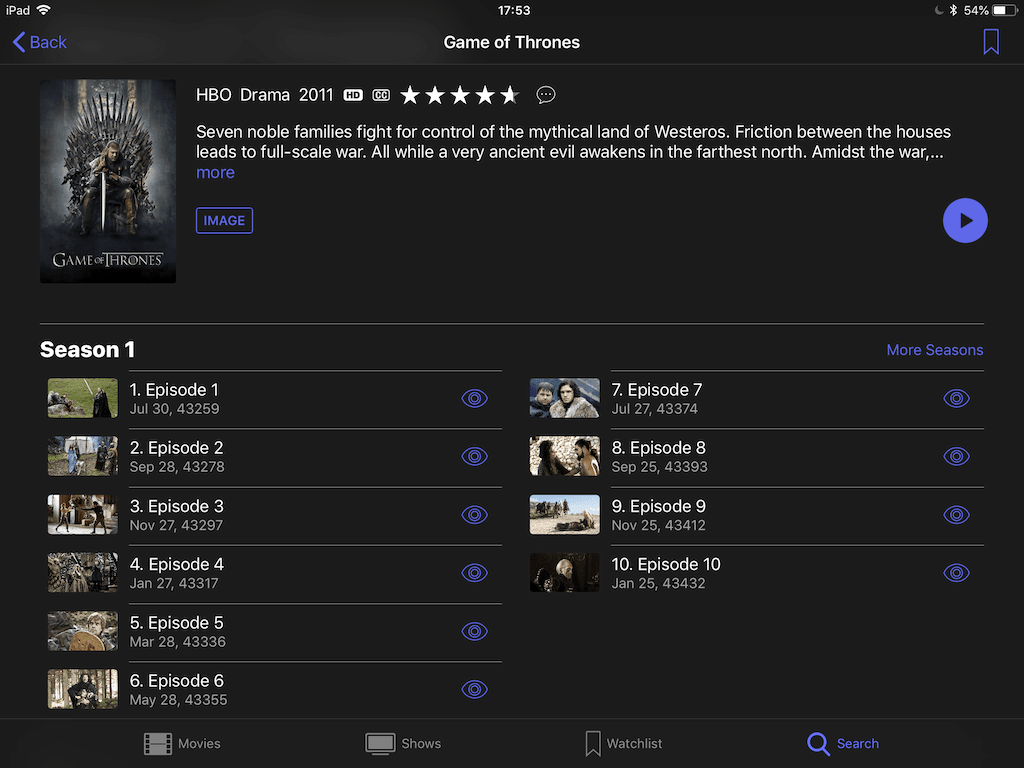 iPad
17:53
54%
Back
Game of Thrones
HBO Drama 2011 HD CC
Seven noble families fight for control of the mythical land of Westeros. Friction between the houses
leads to full-scale war. All while a very ancient evil awakens in the farthest north. Amidst the war,...
more
IMAGE
GAME OF THRONES
Season 1
More Seasons
1. Episode 1
Jul 30, 43259
2. Episode 2
Sep 28, 43278
3. Episode 3
Nov 27, 43297
4. Episode 4
Jan 27, 43317
5. Episode 5
Mar 28, 43336
6. Episode 6
May 28, 43355
7. Episode 7
Jul 27, 43374
8. Episode 8
Sep 25, 43393
9. Episode 9
Nov 25, 43412
10. Episode 10
Jan 25, 43432
Movies
Shows
Watchlist
Search